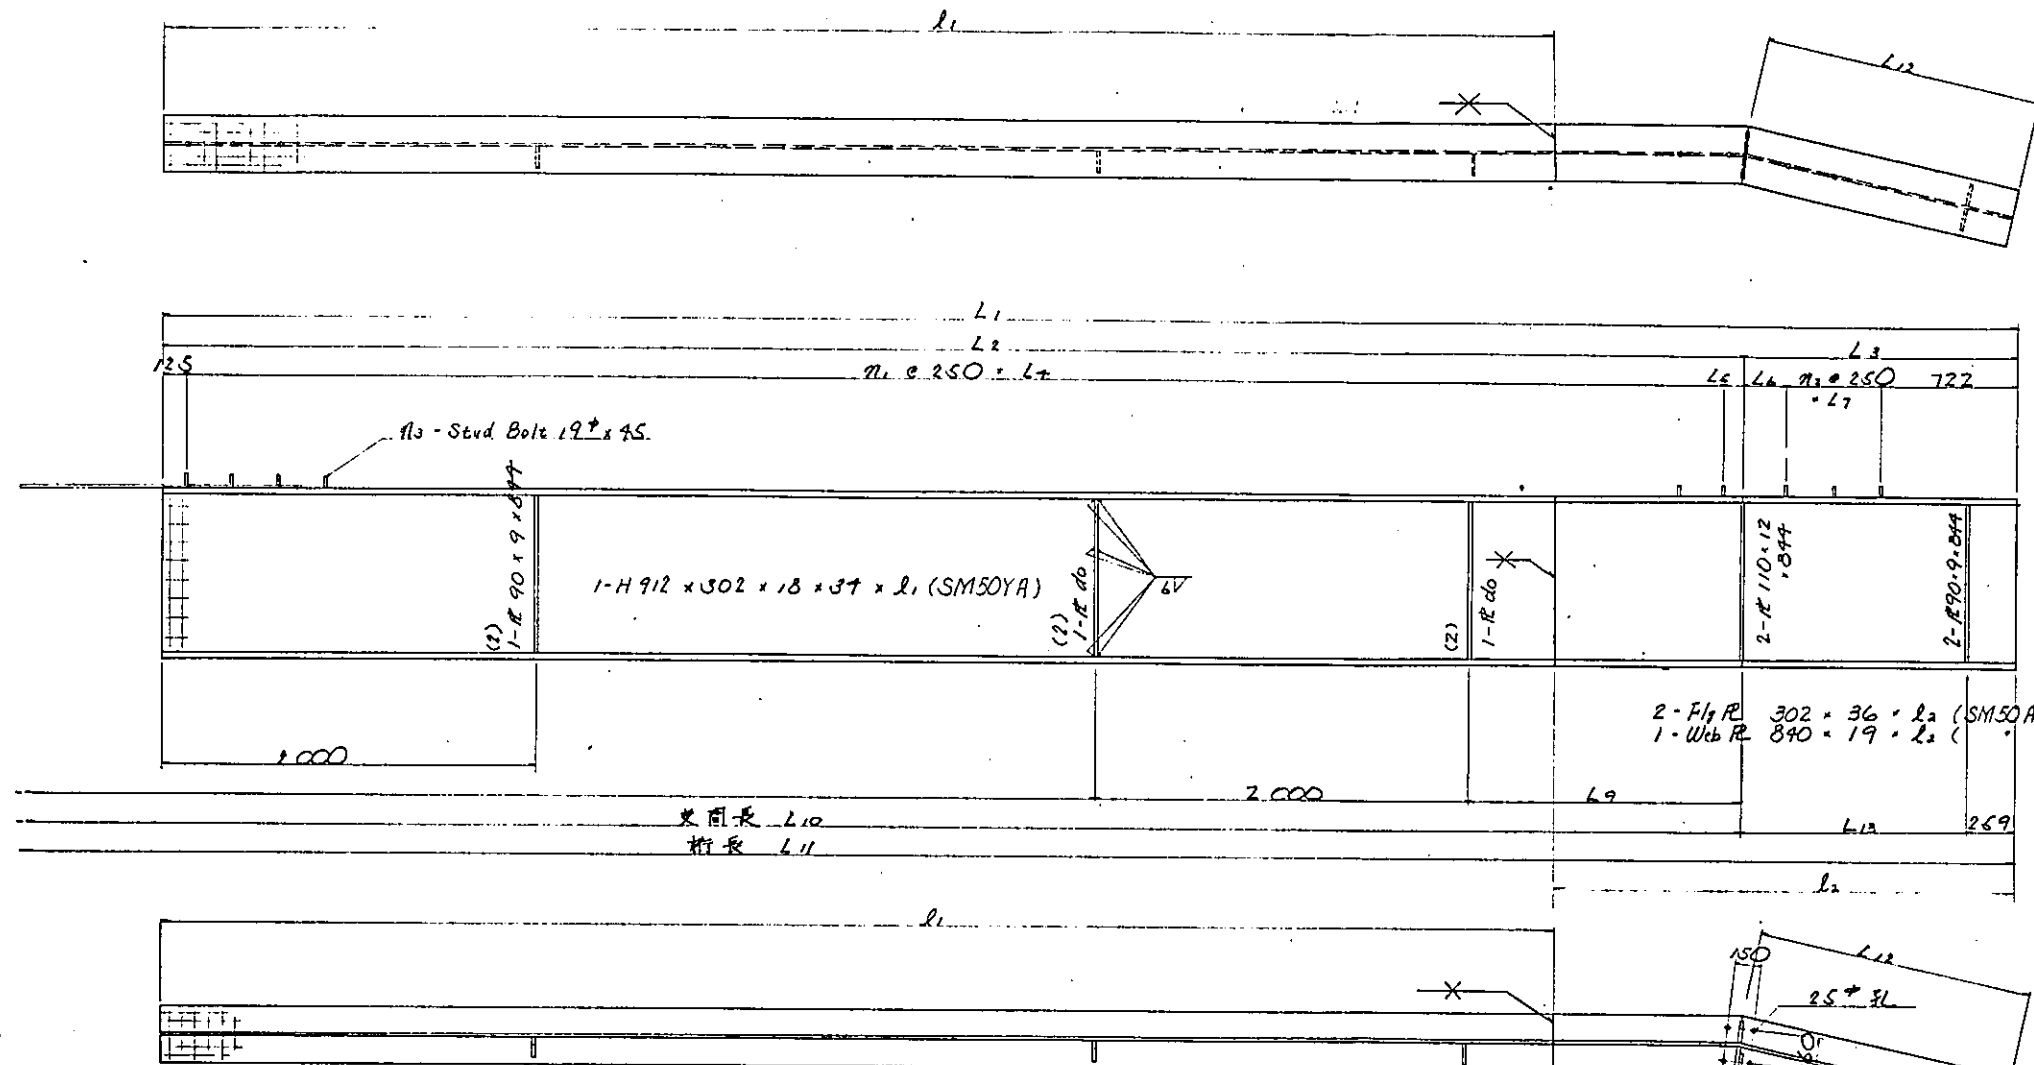 l1
L12
L1
L2
L3
125
n1 @ 250 = L4
L5
L6
n2 @ 250
= L7
722
n3 - Stud Bolt 19φ x 95
(2)
1-PL 90 x 9 x 844
1-H 912 x 302 x 18 x 34 x l1 (SM50YA)
(2)
1-PL do
6V
(2)
1-PL do
2-PL 110 x 12
x 844
2-PL 90 x 9 x 844
2 - Flg PL 302 x 36 x l2 (SM50A
1 - Web PL 840 x 19 x l2 (
2 000
L9
支間長 L10
L13
269
桁長 L11
l2
l1
150
L12
25φ 孔